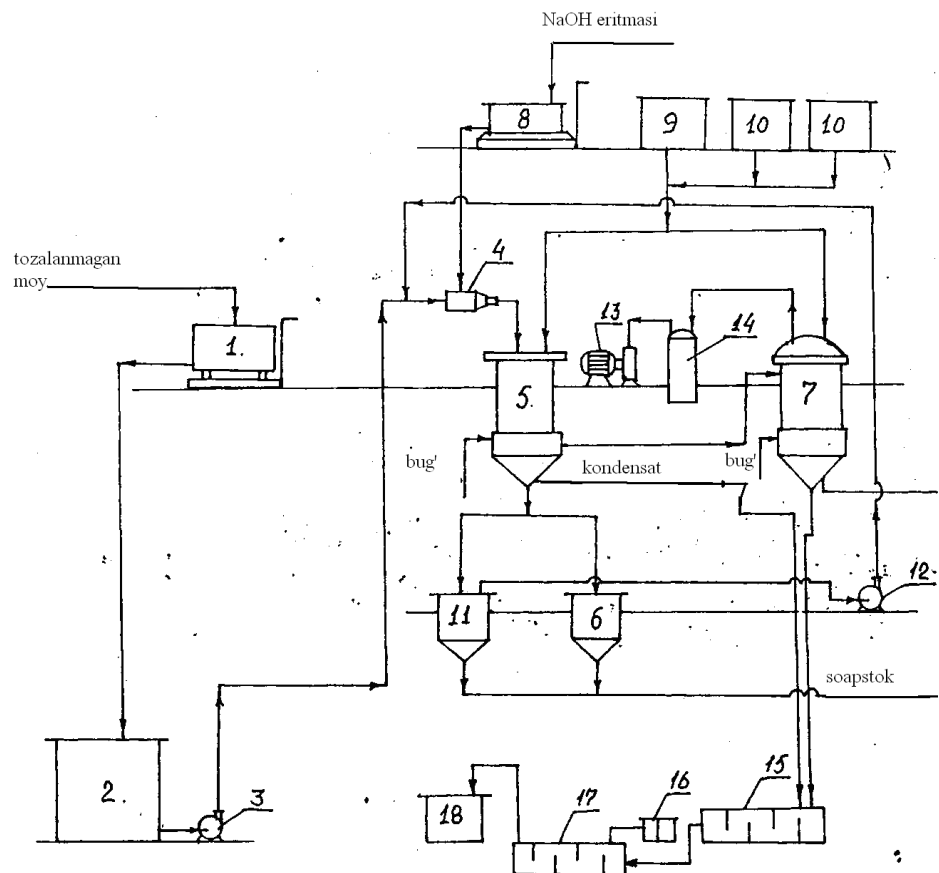 NaOH eritmasi
8
9
10
10
tozalanmagan
moy
4
1.
13
14
5.
7
bug'
kondensat
bug'
12
11
6
soapstok
2.
3
18
17
16
15